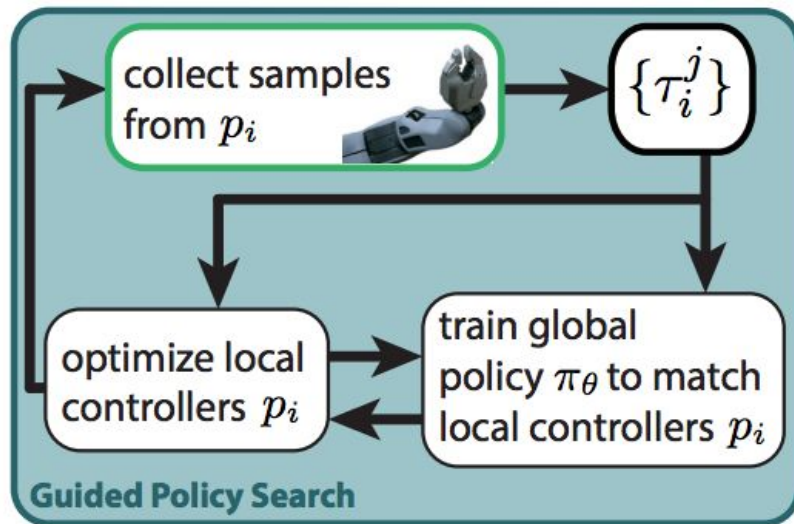 collect samples
from p_i
{τ_i^j}
optimize local
controllers p_i
train global
policy π_θ to match
local controllers p_i
Guided Policy Search